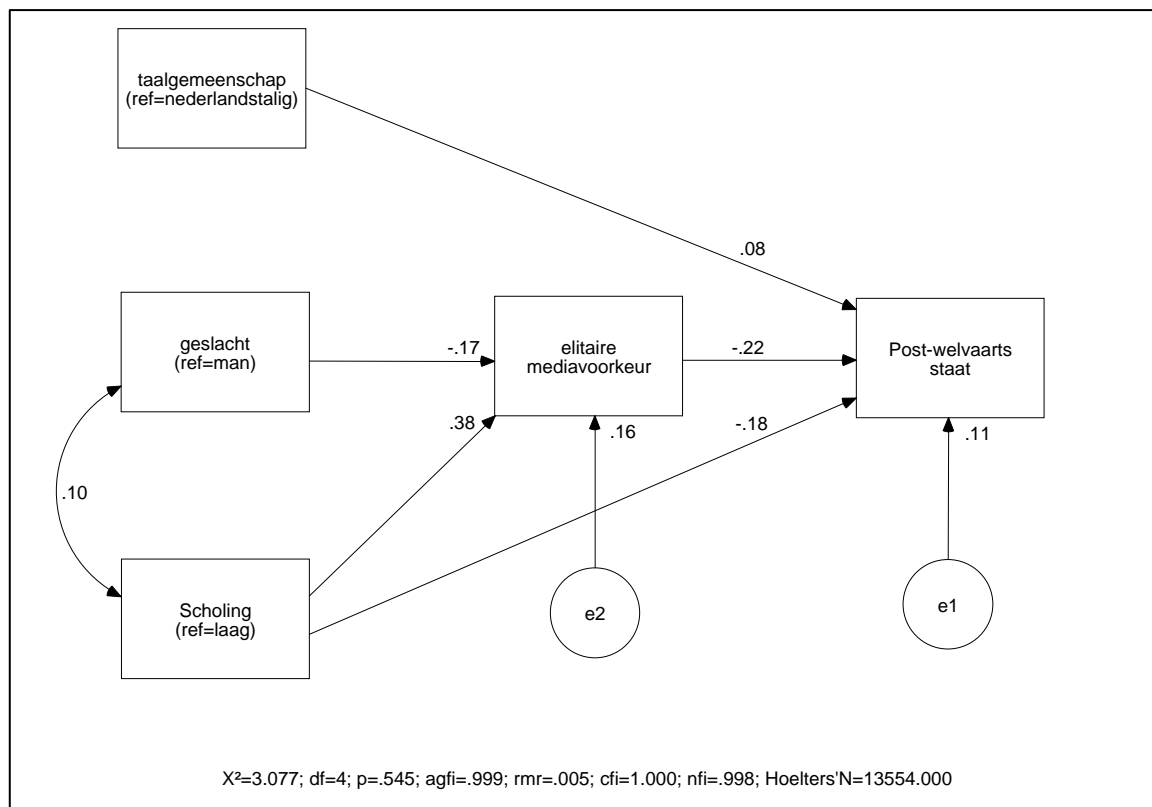 taalgemeenschap
(ref=nederlandstalig)
.08
geslacht
(ref=man)
-.17
elitaire
mediavoorkeur
-.22
Post-welvaarts
staat
.38
.16
-.18
.11
.10
Scholing
(ref=laag)
e2
e1
X²=3.077; df=4; p=.545; agfi=.999; rmr=.005; cfi=1.000; nfi=.998; Hoelters'N=13554.000